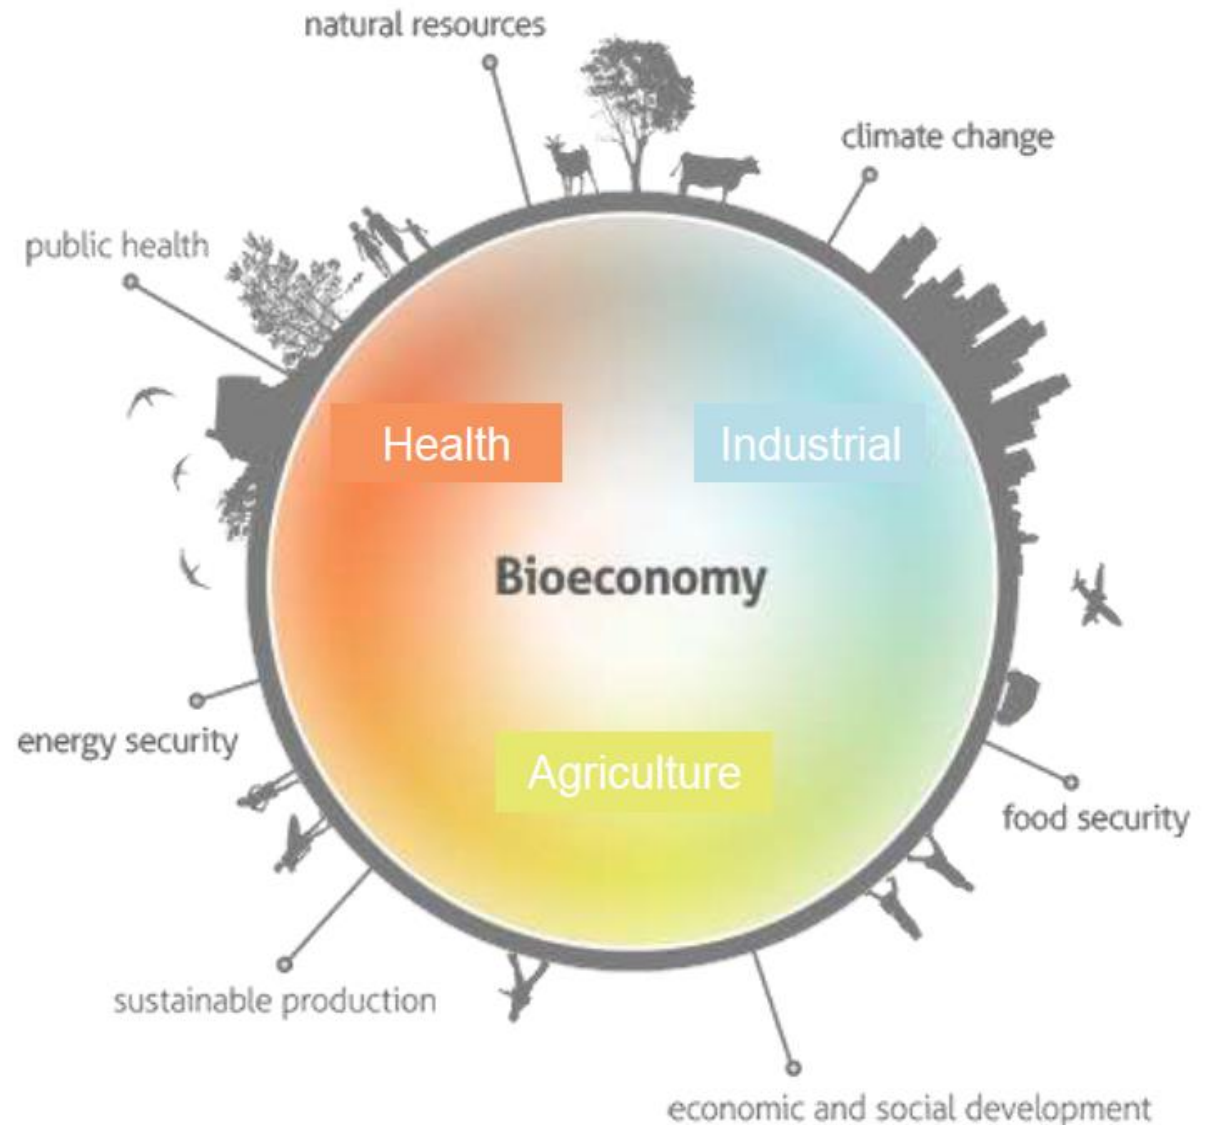 natural resources
climate change
public health
Health
Industrial
Bioeconomy
energy security
Agriculture
food security
sustainable production
economic and social development